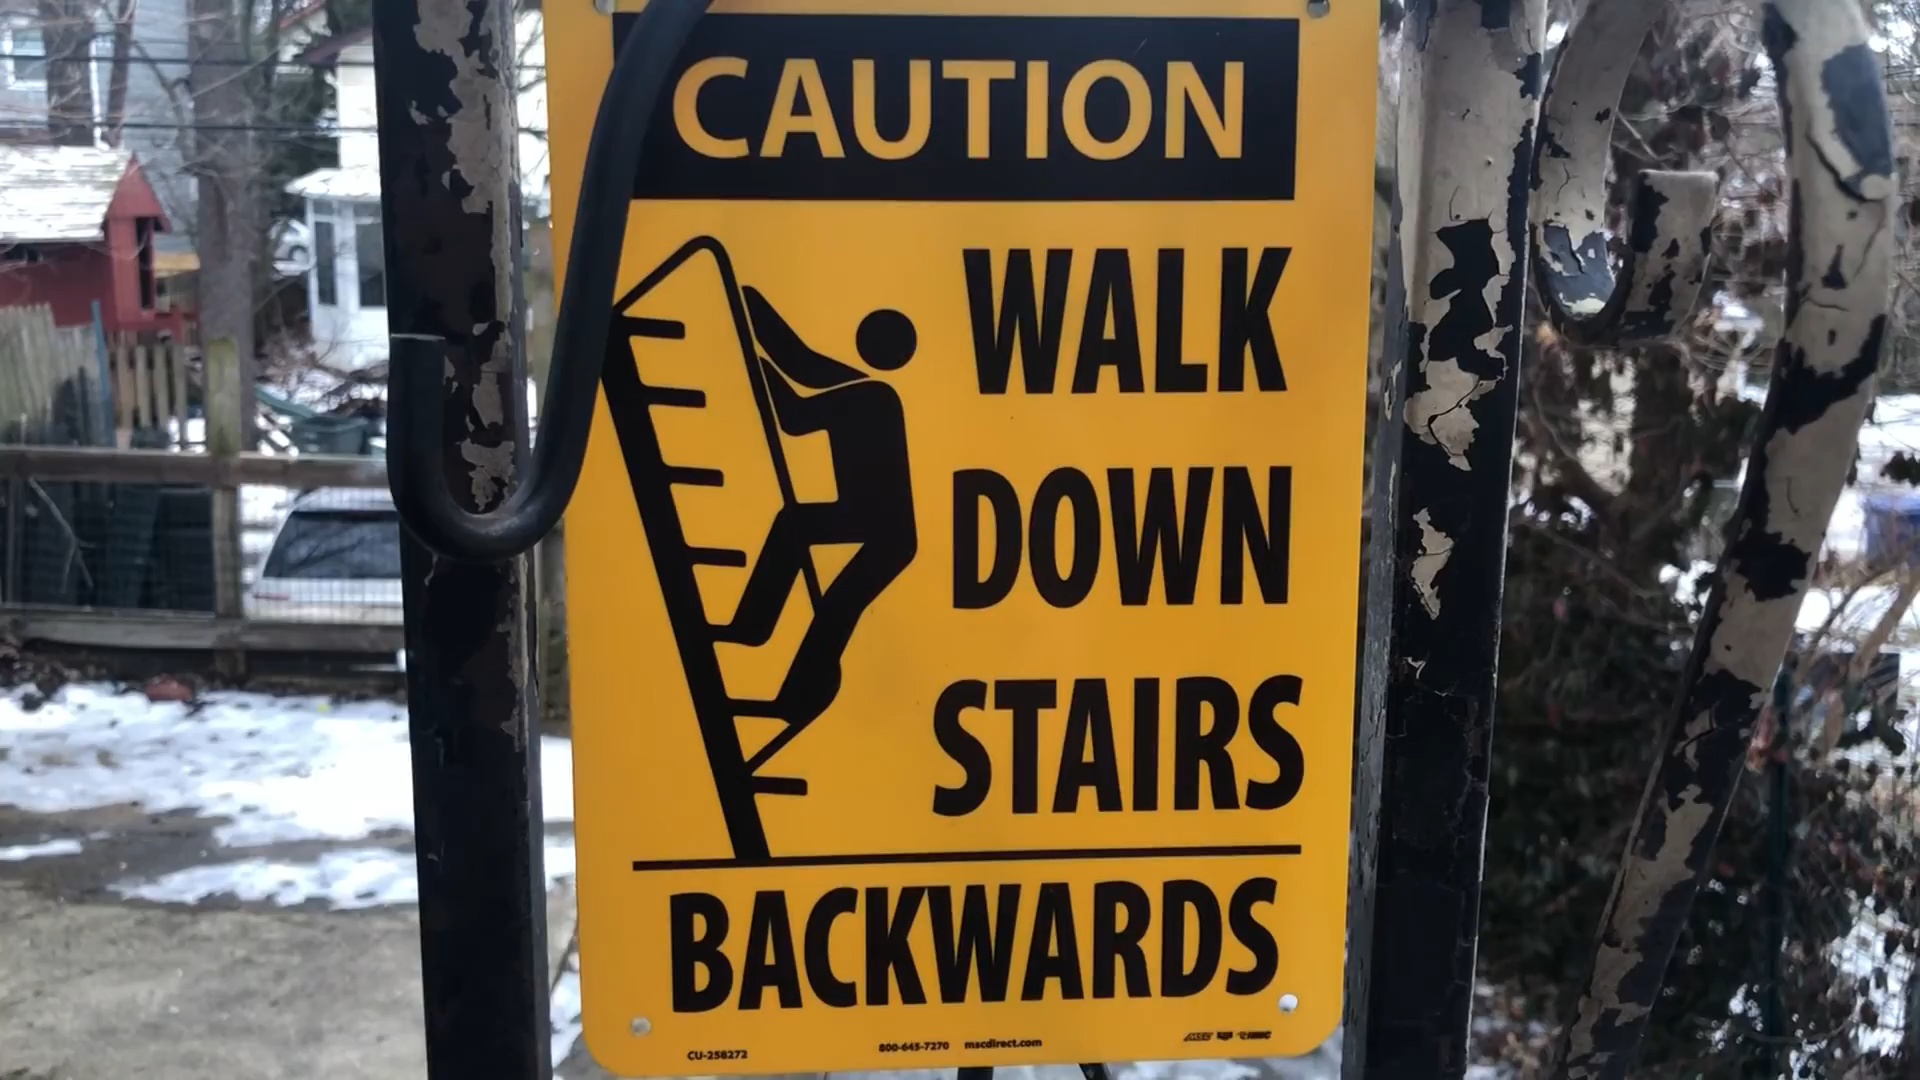 CAUTION
WALK
DOWN
STAIRS
BACKWARDS
CU-258272 800-645-7270 mscdirect.com